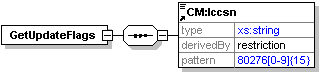 GetUpdateFlags
CM:Iccsn
type xs:string
derivedBy restriction
pattern 80276[0-9]{15}